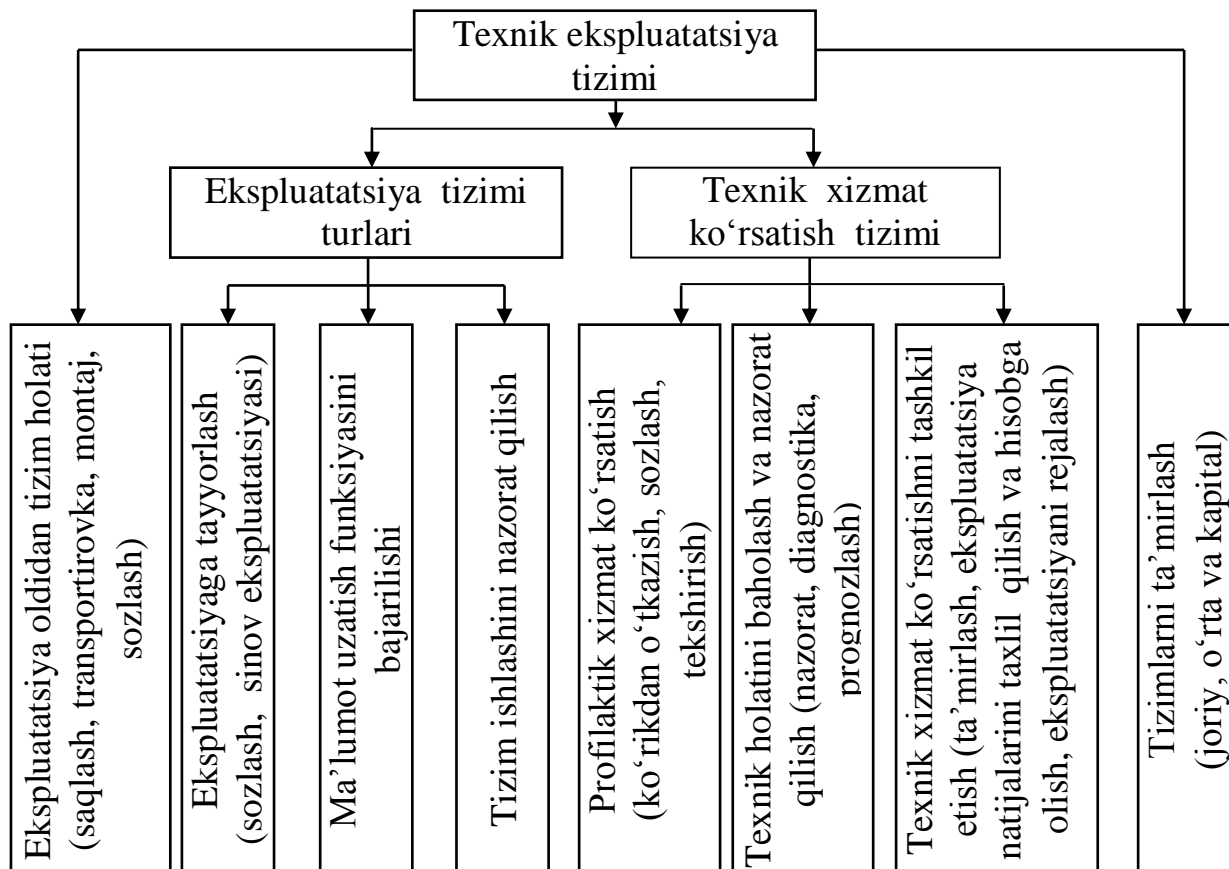 Texnik ekspluatatsiya
tizimi
Ekspluatatsiya tizimi
turlari
Texnik xizmat
ko‘rsatish tizimi
Ekspluatatsiya oldidan tizim holati
(saqlash, transportirovka, montaj,
sozlash)
Ekspluatatsiyaga tayyorlash
(sozlash, sinov ekspluatatsiyasi)
Ma’lumot uzatish funksiyasini
bajarilishi
Tizim ishlashini nazorat qilish
Profilaktik xizmat ko‘rsatish
(ko‘rikdan o‘tkazish, sozlash,
tekshirish)
Texnik holatini baholash va nazorat
qilish (nazorat, diagnostika,
prognozlash)
Texnik xizmat ko‘rsatishni tashkil
etish (ta’mirlash, ekspluatatsiya
natijalarini taxlil qilish va hisobga
olish, ekspluatatsiyani rejalash)
Tizimlarni ta’mirlash
(joriy, o‘rta va kapital)